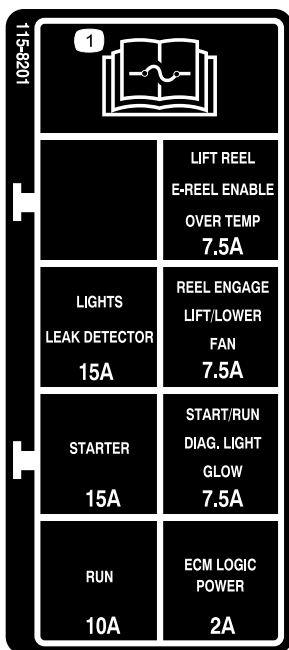 115-8201
1
LIFT REEL
E-REEL ENABLE
OVER TEMP
7.5A
LIGHTS
LEAK DETECTOR
15A
REEL ENGAGE
LIFT/LOWER
FAN
7.5A
STARTER
15A
START/RUN
DIAG. LIGHT
GLOW
7.5A
RUN
10A
ECM LOGIC
POWER
2A